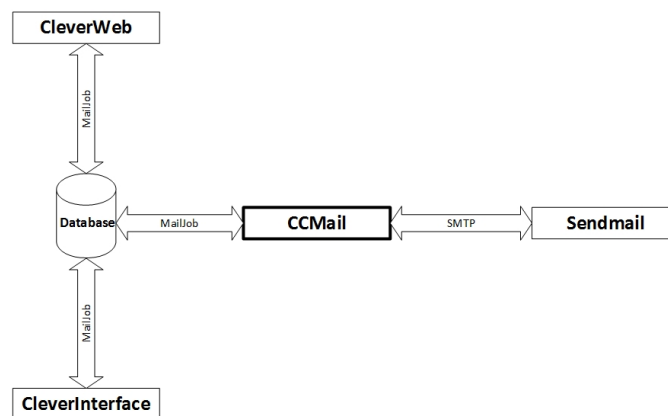 CleverWeb
MailJob
Database
MailJob
CCMail
SMTP
Sendmail
MailJob
CleverInterface